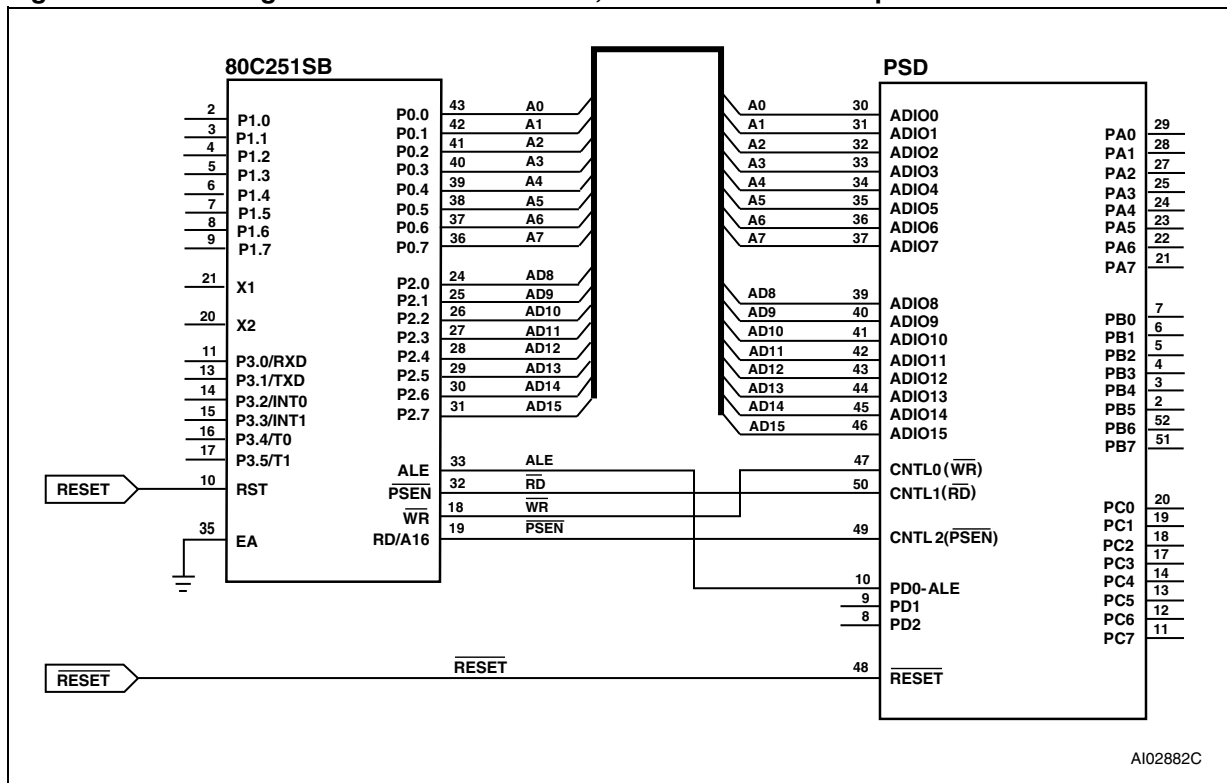 80C251SB
2 P1.0
3 P1.1
4 P1.2
5 P1.3
6 P1.4
7 P1.5
8 P1.6
9 P1.7
21 X1
20 X2
11 P3.0/RXD
13 P3.1/TXD
14 P3.2/INT0
15 P3.3/INT1
16 P3.4/T0
17 P3.5/T1
RESET 10 RST
35 EA
P0.0 43 A0
P0.1 42 A1
P0.2 41 A2
P0.3 40 A3
P0.4 39 A4
P0.5 38 A5
P0.6 37 A6
P0.7 36 A7
P2.0 24 AD8
P2.1 25 AD9
P2.2 26 AD10
P2.3 27 AD11
P2.4 28 AD12
P2.5 29 AD13
P2.6 30 AD14
P2.7 31 AD15
ALE 33 ALE
P̅S̅E̅N̅ 32 R̅D̅
W̅R̅ 18 W̅R̅
RD/A16 19 P̅S̅E̅N̅
PSD
A0 30 ADIO0
A1 31 ADIO1
A2 32 ADIO2
A3 33 ADIO3
A4 34 ADIO4
A5 35 ADIO5
A6 36 ADIO6
A7 37 ADIO7
AD8 39 ADIO8
AD9 40 ADIO9
AD10 41 ADIO10
AD11 42 ADIO11
AD12 43 ADIO12
AD13 44 ADIO13
AD14 45 ADIO14
AD15 46 ADIO15
47 CNTL0 (W̅R̅)
50 CNTL1(R̅D̅)
49 CNTL 2(P̅S̅E̅N̅)
10 PD0-ALE
9 PD1
8 PD2
R̅E̅S̅E̅T̅ R̅E̅S̅E̅T̅ 48 R̅E̅S̅E̅T̅
PA0 29
PA1 28
PA2 27
PA3 25
PA4 24
PA5 23
PA6 22
PA7 21
PB0 7
PB1 6
PB2 5
PB3 4
PB4 3
PB5 2
PB6 52
PB7 51
PC0 20
PC1 19
PC2 18
PC3 17
PC4 14
PC5 13
PC6 12
PC7 11
AI02882C